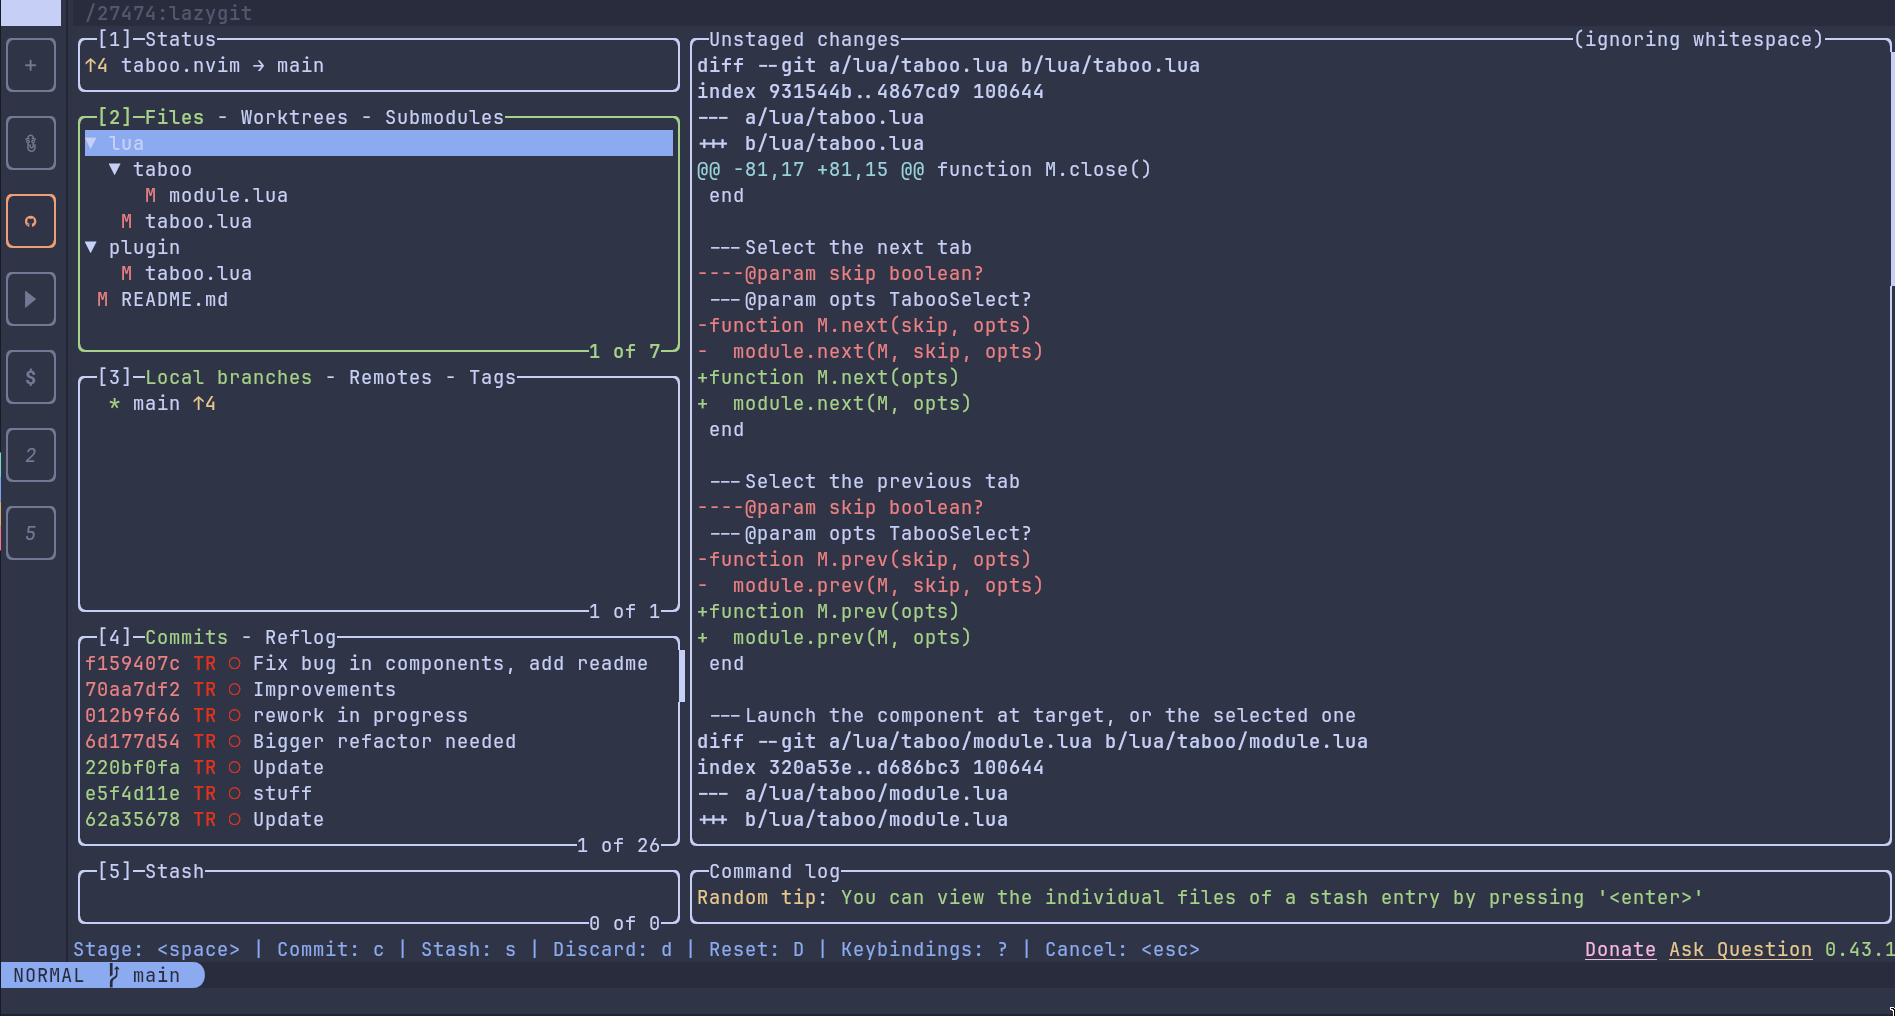 /27474:lazygit
+
$
2
5
[1]─Status
↑4 taboo.nvim → main
[2]─Files - Worktrees - Submodules
▼ lua
▼ taboo
M module.lua
M taboo.lua
▼ plugin
M taboo.lua
M README.md
1 of 7
[3]─Local branches - Remotes - Tags
* main ↑4
1 of 1
[4]─Commits - Reflog
f159407c TR ○ Fix bug in components, add readme
70aa7df2 TR ○ Improvements
012b9f66 TR ○ rework in progress
6d177d54 TR ○ Bigger refactor needed
220bf0fa TR ○ Update
e5f4d11e TR ○ stuff
62a35678 TR ○ Update
1 of 26
[5]─Stash
0 of 0
Unstaged changes (ignoring whitespace)
diff --git a/lua/taboo.lua b/lua/taboo.lua
index 931544b..4867cd9 100644
--- a/lua/taboo.lua
+++ b/lua/taboo.lua
@@ -81,17 +81,15 @@ function M.close()
 end
 ---Select the next tab
----@param skip boolean?
 ---@param opts TabooSelect?
-function M.next(skip, opts)
-  module.next(M, skip, opts)
+function M.next(opts)
+  module.next(M, opts)
 end
 ---Select the previous tab
----@param skip boolean?
 ---@param opts TabooSelect?
-function M.prev(skip, opts)
-  module.prev(M, skip, opts)
+function M.prev(opts)
+  module.prev(M, opts)
 end
 ---Launch the component at target, or the selected one
diff --git a/lua/taboo/module.lua b/lua/taboo/module.lua
index 320a53e..d686bc3 100644
--- a/lua/taboo/module.lua
+++ b/lua/taboo/module.lua
Command log
Random tip: You can view the individual files of a stash entry by pressing '<enter>'
Stage: <space> | Commit: c | Stash: s | Discard: d | Reset: D | Keybindings: ? | Cancel: <esc> Donate Ask Question 0.43.1
NORMAL main